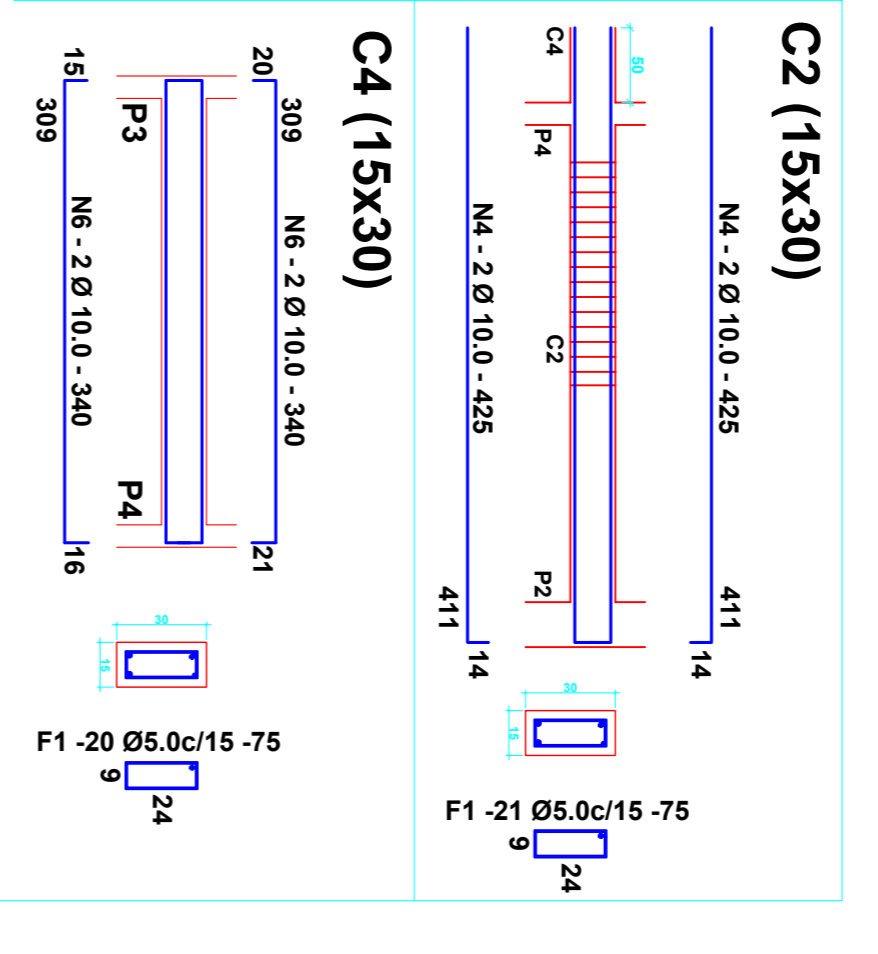 C2 (15x30)
N4 - 2 Ø 10.0 - 425
411
14
50
C4
P4
C2
P2
N4 - 2 Ø 10.0 - 425
411
14
30
15
F1 -21 Ø5.0c/15 -75
9
24
C4 (15x30)
20
309
N6 - 2 Ø 10.0 - 340
21
P3
P4
15
309
N6 - 2 Ø 10.0 - 340
16
30
15
F1 -20 Ø5.0c/15 -75
9
24